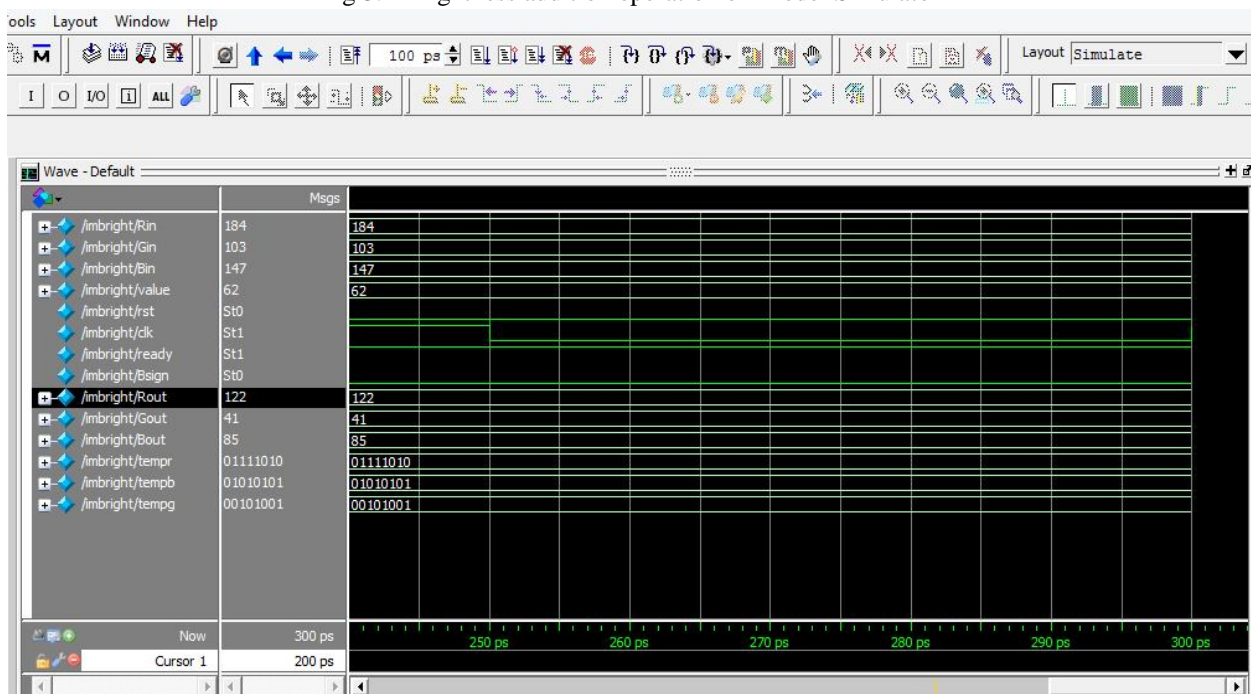 ools Layout Window Help
100 ps
Layout Simulate
I O I/O i ALL
Wave - Default
Msgs
/imbright/Rin 184 184
/imbright/Gin 103 103
/imbright/Bin 147 147
/imbright/value 62 62
/imbright/rst St0
/imbright/clk St1
/imbright/ready St1
/imbright/Bsign St0
/imbright/Rout 122 122
/imbright/Gout 41 41
/imbright/Bout 85 85
/imbright/tempr 01111010 01111010
/imbright/tempb 01010101 01010101
/imbright/tempg 00101001 00101001
Now 300 ps 250 ps 260 ps 270 ps 280 ps 290 ps 300 ps
Cursor 1 200 ps